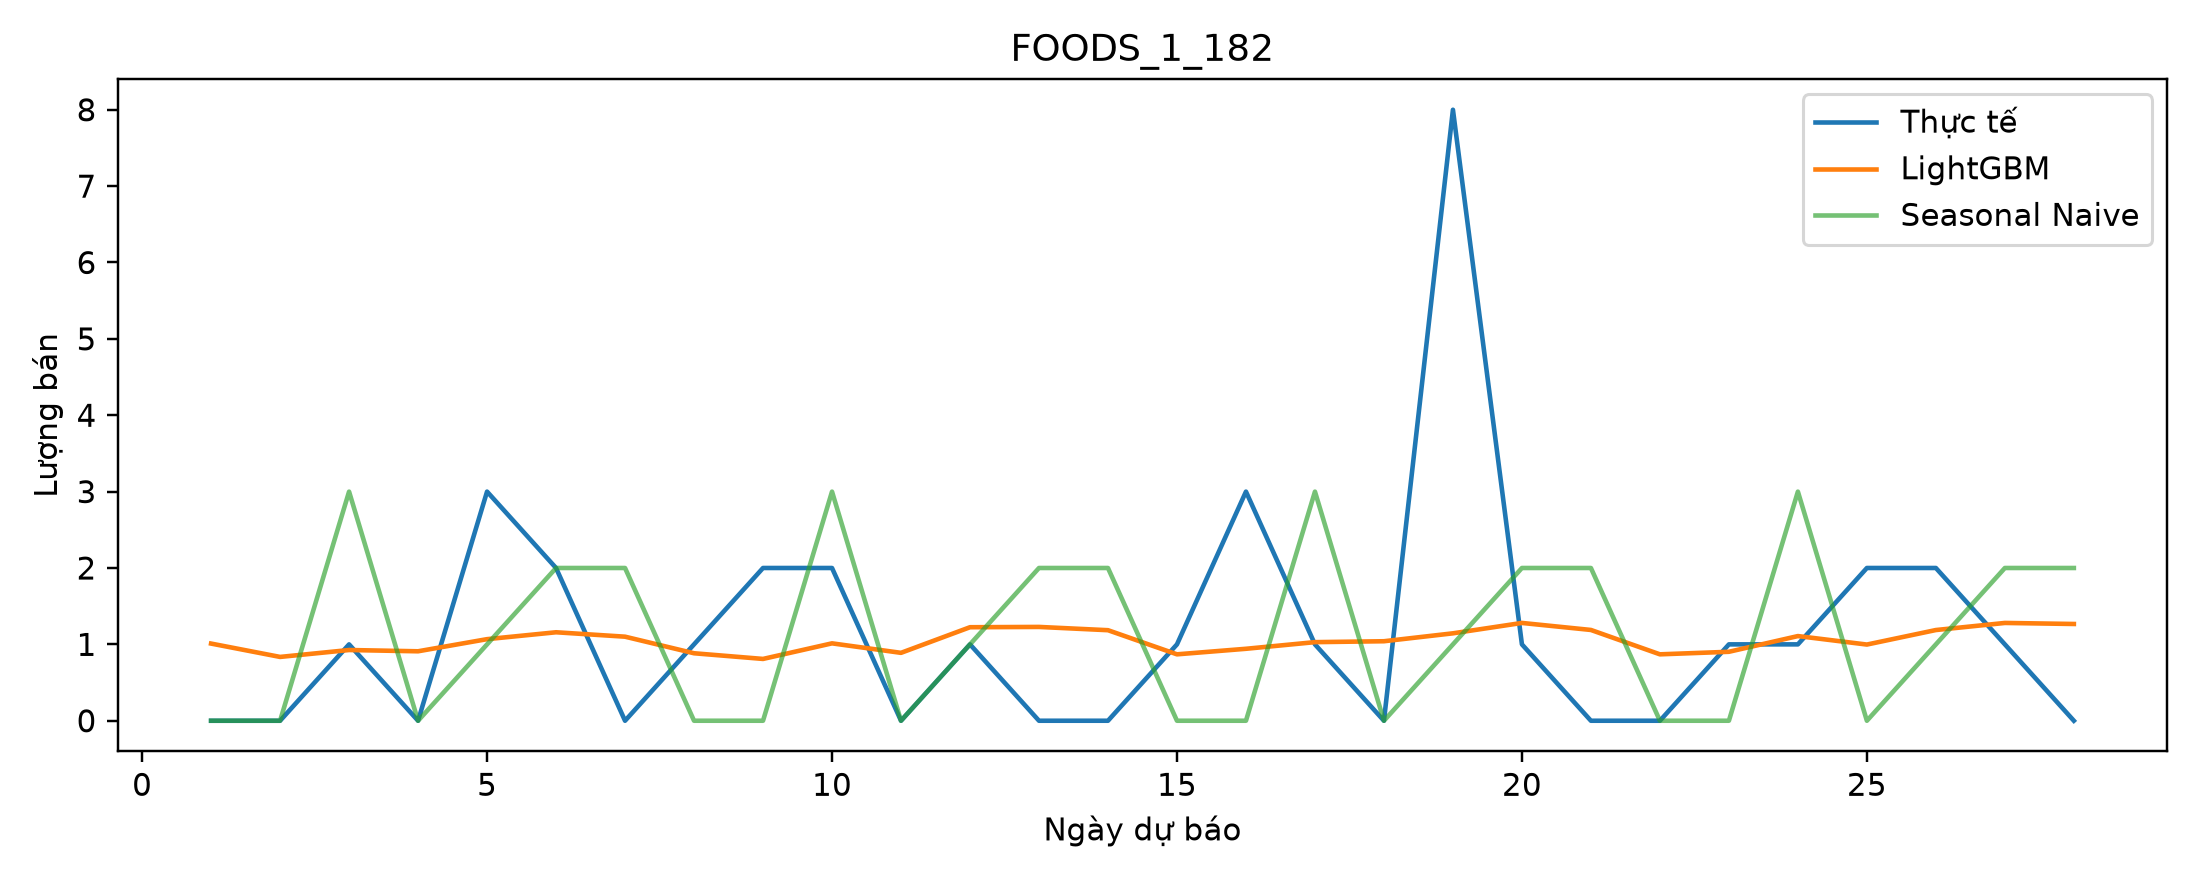 FOODS_1_182
Thực tế
LightGBM
Seasonal Naive
Lượng bán
8
7
6
5
4
3
2
1
0
0 5 10 15 20 25
Ngày dự báo